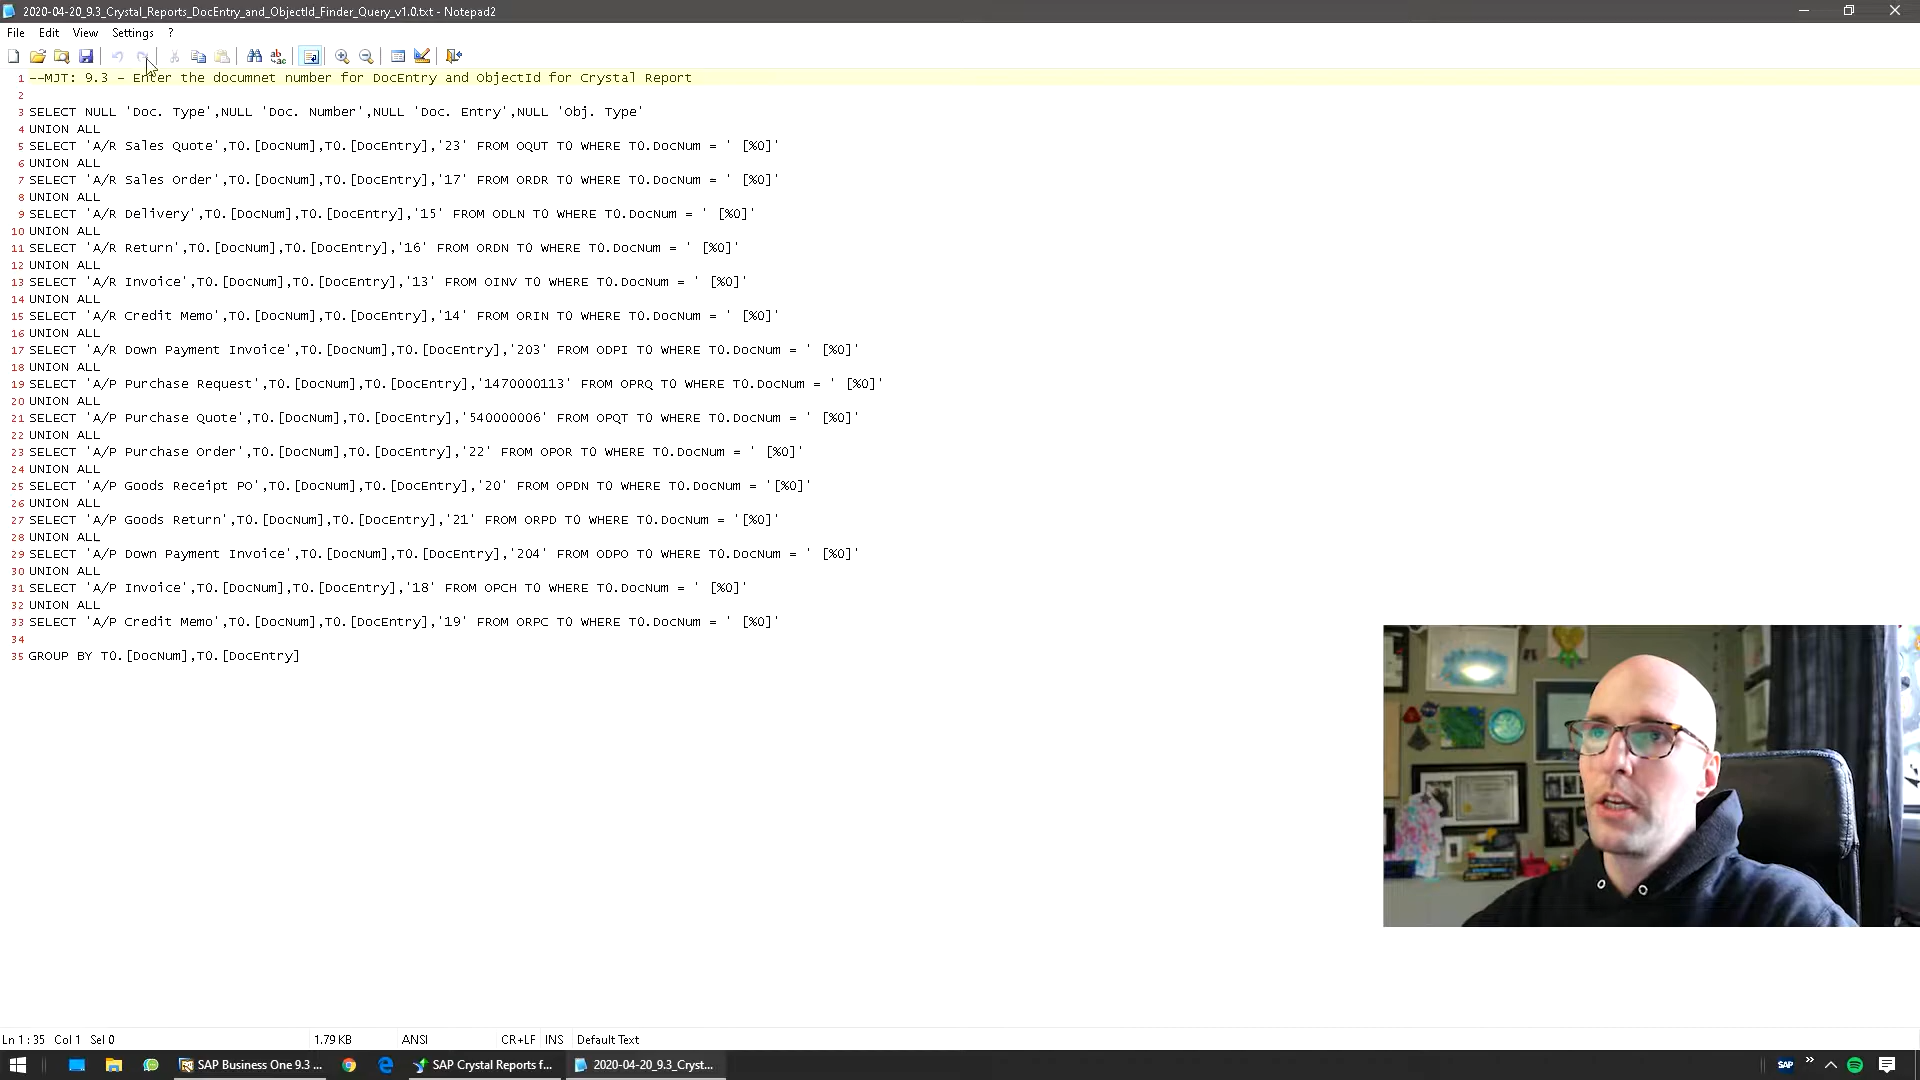 2020-04-20_9.3_Crystal_Reports_DocEntry_and_ObjectId_Finder_Query_v1.0.txt - Notepad2
File Edit View Settings ?
1 --MJT: 9.3 - Enter the documnet number for DocEntry and ObjectId for Crystal Report
2
3 SELECT NULL 'Doc. Type',NULL 'Doc. Number',NULL 'Doc. Entry',NULL 'Obj. Type'
4 UNION ALL
5 SELECT 'A/R Sales Quote',T0.[DocNum],T0.[DocEntry],'23' FROM OQUT T0 WHERE T0.DocNum = ' [%0]'
6 UNION ALL
7 SELECT 'A/R Sales Order',T0.[DocNum],T0.[DocEntry],'17' FROM ORDR T0 WHERE T0.DocNum = ' [%0]'
8 UNION ALL
9 SELECT 'A/R Delivery',T0.[DocNum],T0.[DocEntry],'15' FROM ODLN T0 WHERE T0.DocNum = ' [%0]'
10 UNION ALL
11 SELECT 'A/R Return',T0.[DocNum],T0.[DocEntry],'16' FROM ORDN T0 WHERE T0.DocNum = ' [%0]'
12 UNION ALL
13 SELECT 'A/R Invoice',T0.[DocNum],T0.[DocEntry],'13' FROM OINV T0 WHERE T0.DocNum = ' [%0]'
14 UNION ALL
15 SELECT 'A/R Credit Memo',T0.[DocNum],T0.[DocEntry],'14' FROM ORIN T0 WHERE T0.DocNum = ' [%0]'
16 UNION ALL
17 SELECT 'A/R Down Payment Invoice',T0.[DocNum],T0.[DocEntry],'203' FROM ODPI T0 WHERE T0.DocNum = ' [%0]'
18 UNION ALL
19 SELECT 'A/P Purchase Request',T0.[DocNum],T0.[DocEntry],'1470000113' FROM OPRQ T0 WHERE T0.DocNum = ' [%0]'
20 UNION ALL
21 SELECT 'A/P Purchase Quote',T0.[DocNum],T0.[DocEntry],'540000006' FROM OPQT T0 WHERE T0.DocNum = ' [%0]'
22 UNION ALL
23 SELECT 'A/P Purchase Order',T0.[DocNum],T0.[DocEntry],'22' FROM OPOR T0 WHERE T0.DocNum = ' [%0]'
24 UNION ALL
25 SELECT 'A/P Goods Receipt PO',T0.[DocNum],T0.[DocEntry],'20' FROM OPDN T0 WHERE T0.DocNum = '[%0]'
26 UNION ALL
27 SELECT 'A/P Goods Return',T0.[DocNum],T0.[DocEntry],'21' FROM ORPD T0 WHERE T0.DocNum = '[%0]'
28 UNION ALL
29 SELECT 'A/P Down Payment Invoice',T0.[DocNum],T0.[DocEntry],'204' FROM ODPO T0 WHERE T0.DocNum = ' [%0]'
30 UNION ALL
31 SELECT 'A/P Invoice',T0.[DocNum],T0.[DocEntry],'18' FROM OPCH T0 WHERE T0.DocNum = ' [%0]'
32 UNION ALL
33 SELECT 'A/P Credit Memo',T0.[DocNum],T0.[DocEntry],'19' FROM ORPC T0 WHERE T0.DocNum = ' [%0]'
34
35 GROUP BY T0.[DocNum],T0.[DocEntry]
Ln 1 : 35 Col 1 Sel 0 1.79 KB ANSI CR+LF INS Default Text
SAP Business One 9.3 ... SAP Crystal Reports f... 2020-04-20_9.3_Cryst... SAP